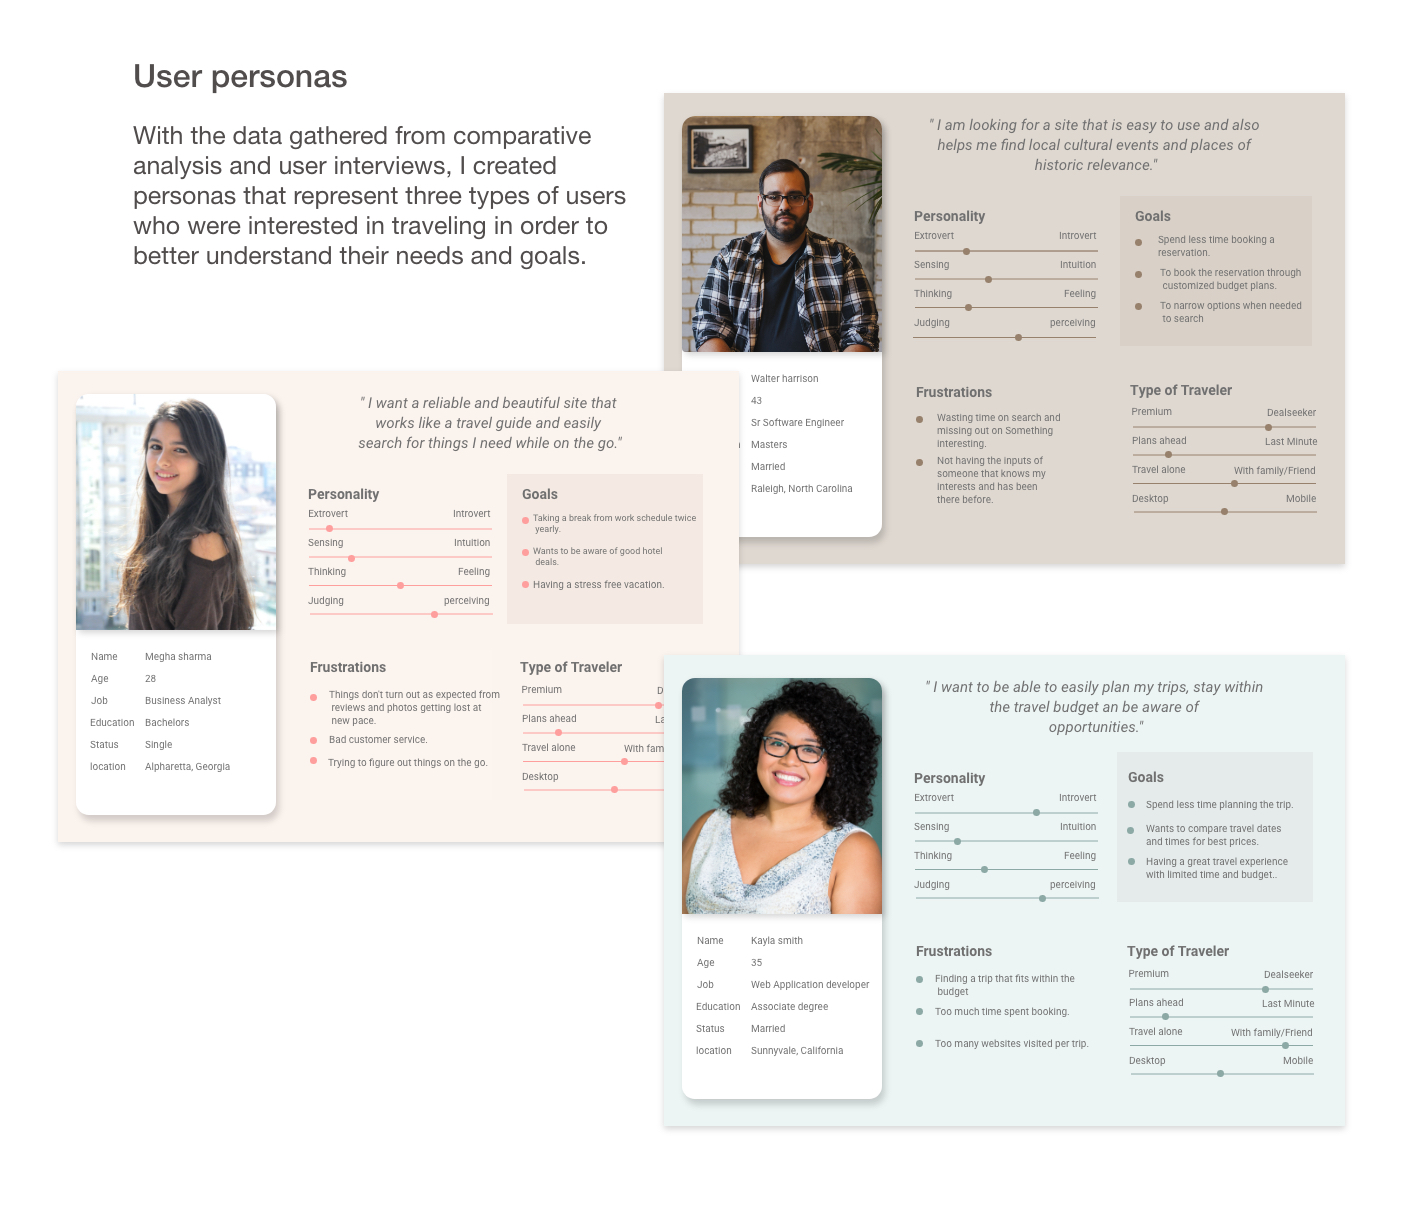 User personas
With the data gathered from comparative
analysis and user interviews, I created
personas that represent three types of users
who were interested in traveling in order to
better understand their needs and goals.
" I am looking for a site that is easy to use and also
helps me find local cultural events and places of
historic relevance."
Personality
Extrovert Introvert
Sensing Intuition
Thinking Feeling
Judging perceiving
Goals
Spend less time booking a
reservation.
To book the reservation through
customized budget plans.
To narrow options when needed
to search
Walter harrison
43
Sr Software Engineer
Masters
Married
Raleigh, North Carolina
Frustrations
Wasting time on search and
missing out on Something
interesting.
Not having the inputs of
someone that knows my
interests and has been
there before.
Type of Traveler
Premium Dealseeker
Plans ahead Last Minute
Travel alone With family/Friend
Desktop Mobile
" I want a reliable and beautiful site that
works like a travel guide and easily
search for things I need while on the go."
Personality
Extrovert Introvert
Sensing Intuition
Thinking Feeling
Judging perceiving
Goals
Taking a break from work schedule twice
yearly.
Wants to be aware of good hotel
deals.
Having a stress free vacation.
Name Megha sharma
Age 28
Job Business Analyst
Education Bachelors
Status Single
location Alpharetta, Georgia
Frustrations
Things don't turn out as expected from
reviews and photos getting lost at
new pace.
Bad customer service.
Trying to figure out things on the go.
Type of Traveler
Premium D
Plans ahead La
Travel alone With fam
Desktop
" I want to be able to easily plan my trips, stay within
the travel budget an be aware of
opportunities."
Personality
Extrovert Introvert
Sensing Intuition
Thinking Feeling
Judging perceiving
Goals
Spend less time planning the trip.
Wants to compare travel dates
and times for best prices.
Having a great travel experience
with limited time and budget..
Name Kayla smith
Age 35
Job Web Application developer
Education Associate degree
Status Married
location Sunnyvale, California
Frustrations
Finding a trip that fits within the
budget
Too much time spent booking.
Too many websites visited per trip.
Type of Traveler
Premium Dealseeker
Plans ahead Last Minute
Travel alone With family/Friend
Desktop Mobile